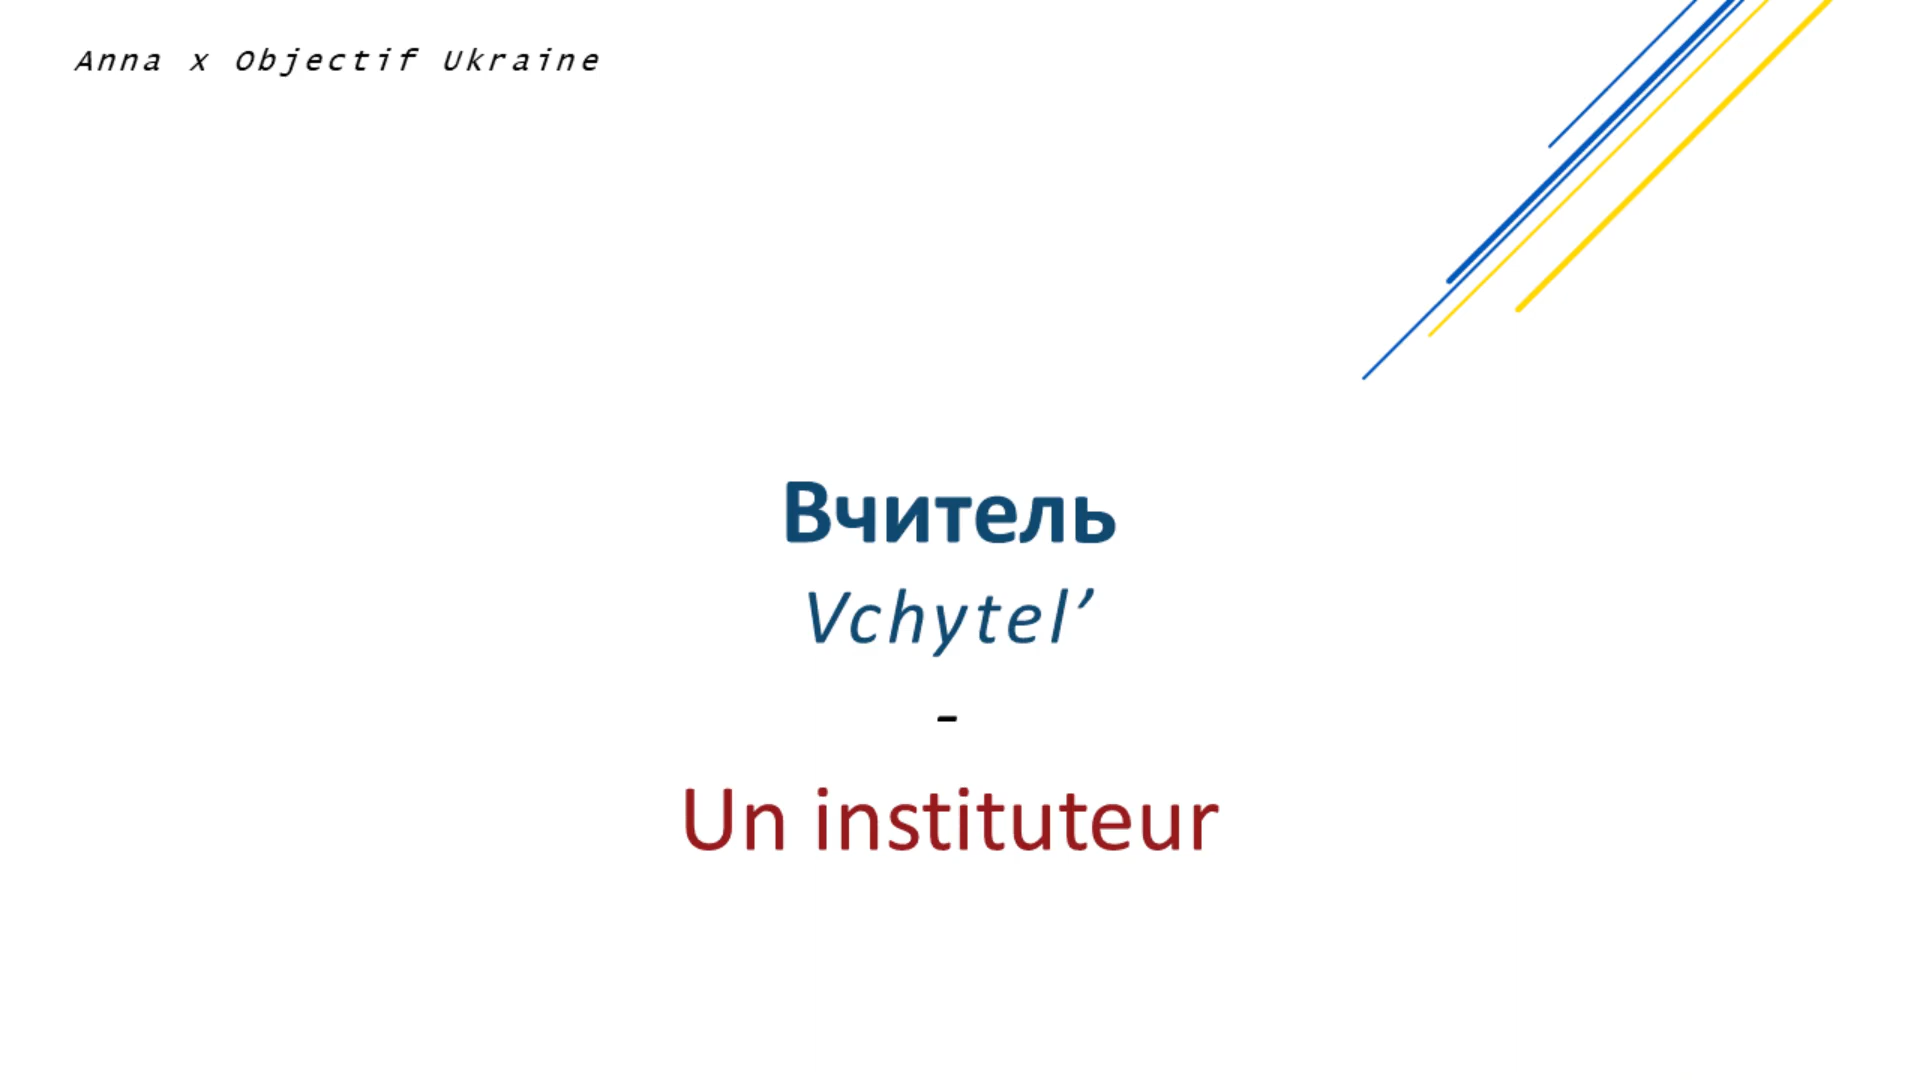 Anna x Objectif Ukraine
Вчитель
Vchytel’
-
Un instituteur